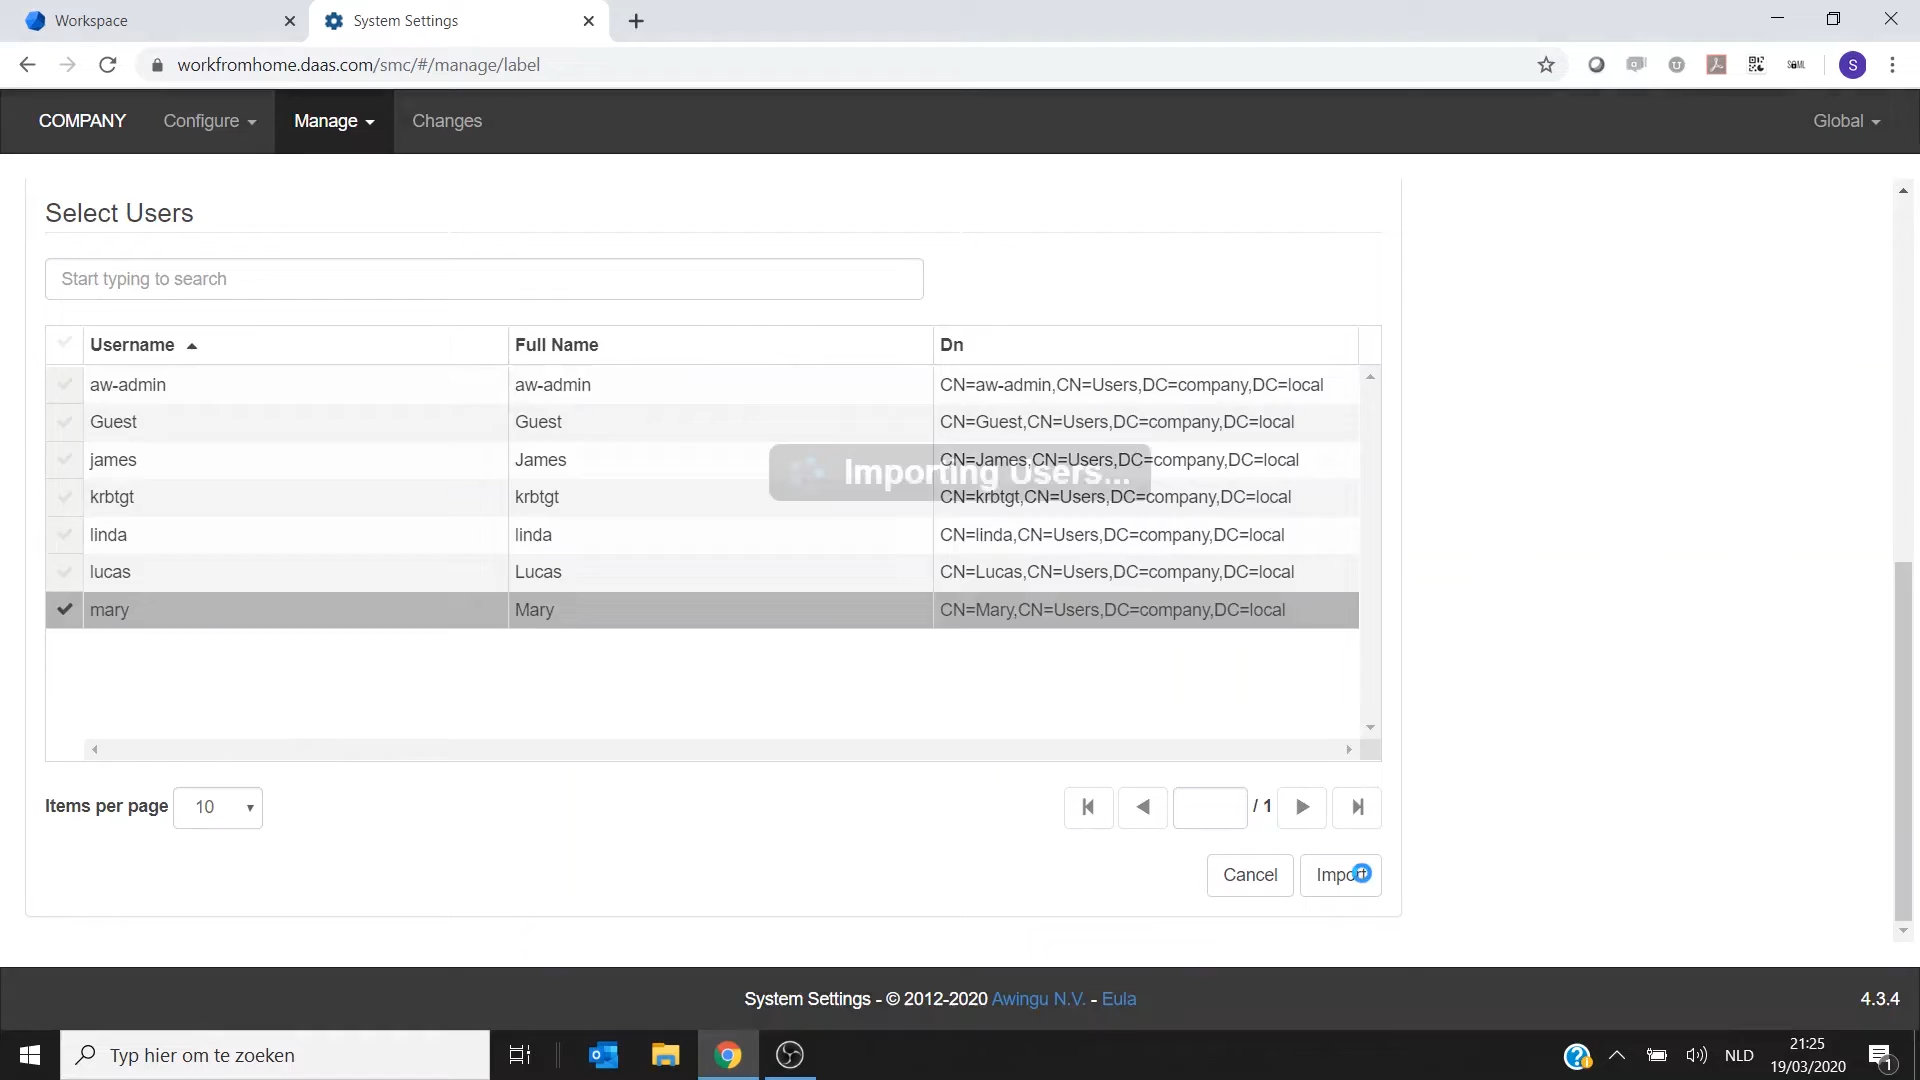 Workspace
System Settings
workfromhome.daas.com/smc/#/manage/label
S
COMPANY Configure Manage Changes Global
Select Users
Start typing to search
Username Full Name Dn
aw-admin aw-admin CN=aw-admin,CN=Users,DC=company,DC=local
Guest Guest CN=Guest,CN=Users,DC=company,DC=local
james James CN=James,CN=Users,DC=company,DC=local
Importing Users...
krbtgt krbtgt CN=krbtgt,CN=Users,DC=company,DC=local
linda linda CN=linda,CN=Users,DC=company,DC=local
lucas Lucas CN=Lucas,CN=Users,DC=company,DC=local
mary Mary CN=Mary,CN=Users,DC=company,DC=local
Items per page 10 / 1
Cancel Import
System Settings - © 2012-2020 Awingu N.V. - Eula 4.3.4
Typ hier om te zoeken
NLD
21:25
19/03/2020
1